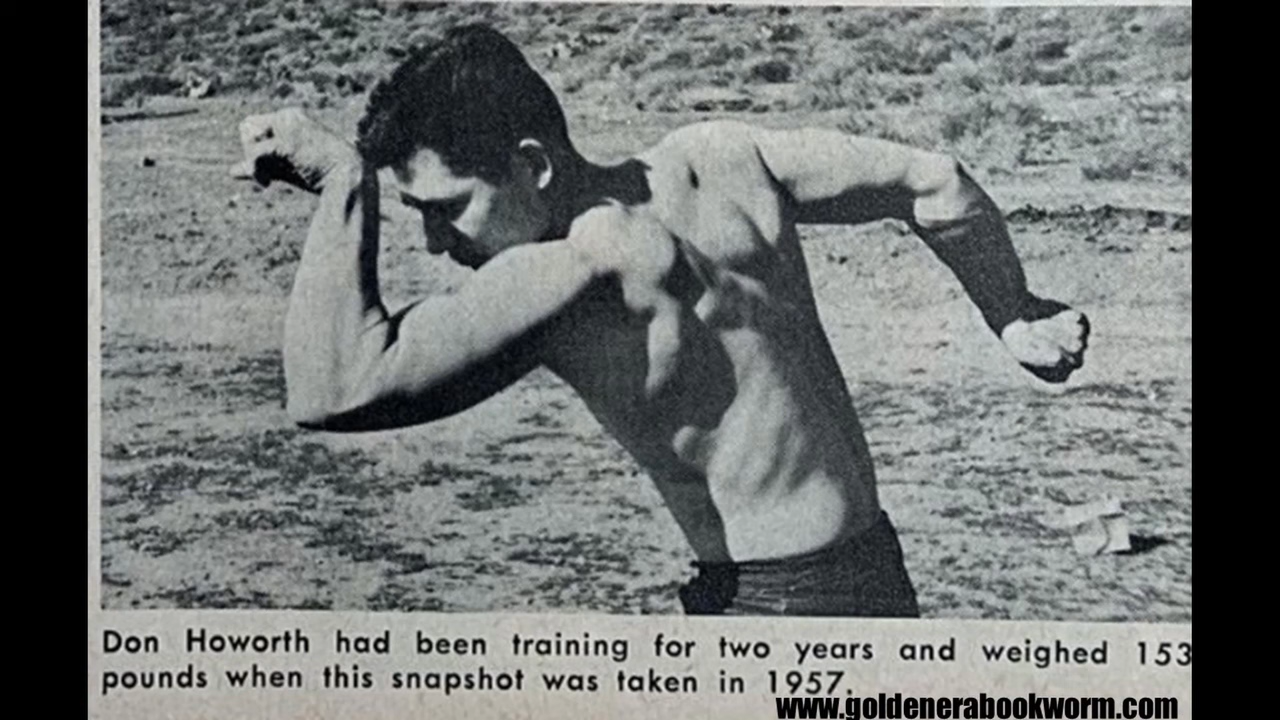 Don Howorth had been training for two years and weighed 153
pounds when this snapshot was taken in 1957.
www.goldenerabookworm.com